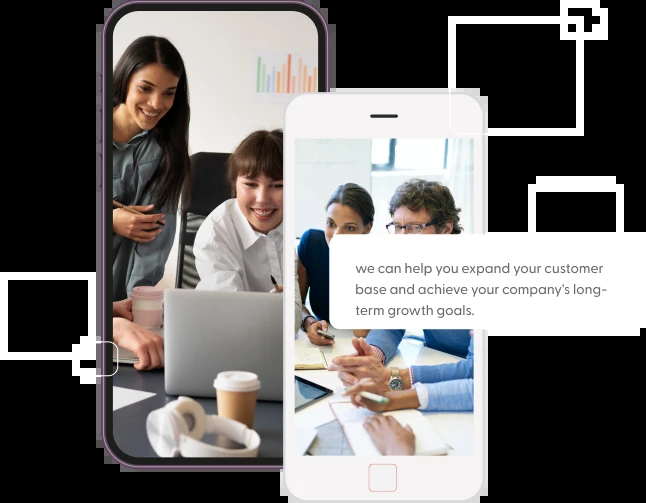 we can help you expand your customer
base and achieve your company's long-
term growth goals.